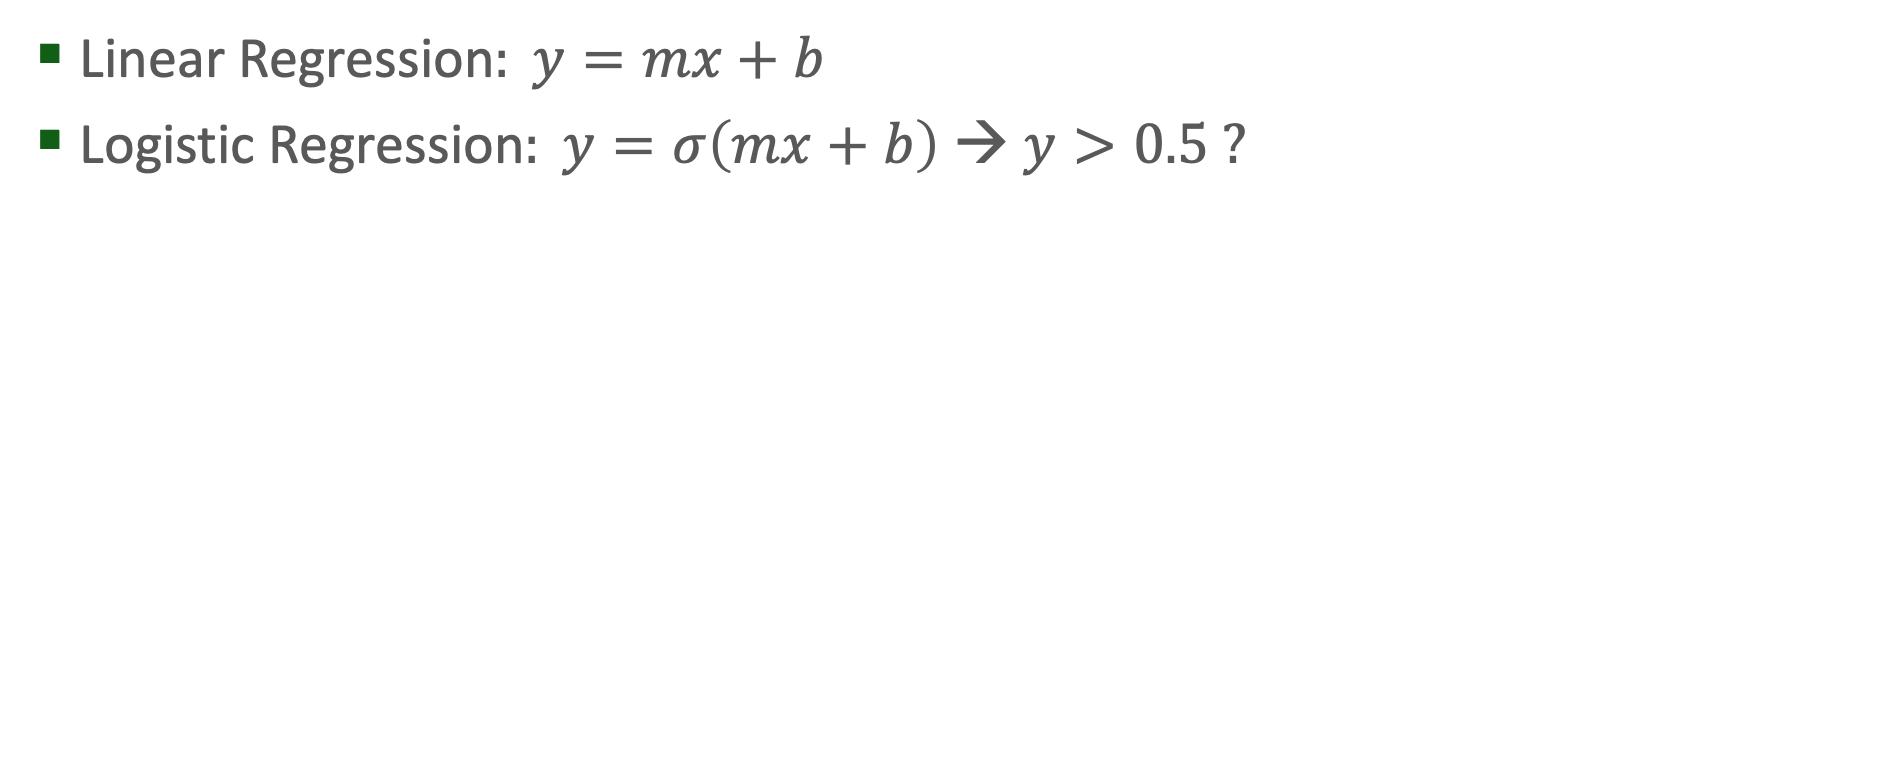 ▪ Linear Regression: y = mx + b
▪ Logistic Regression: y = σ(mx + b) → y > 0.5 ?